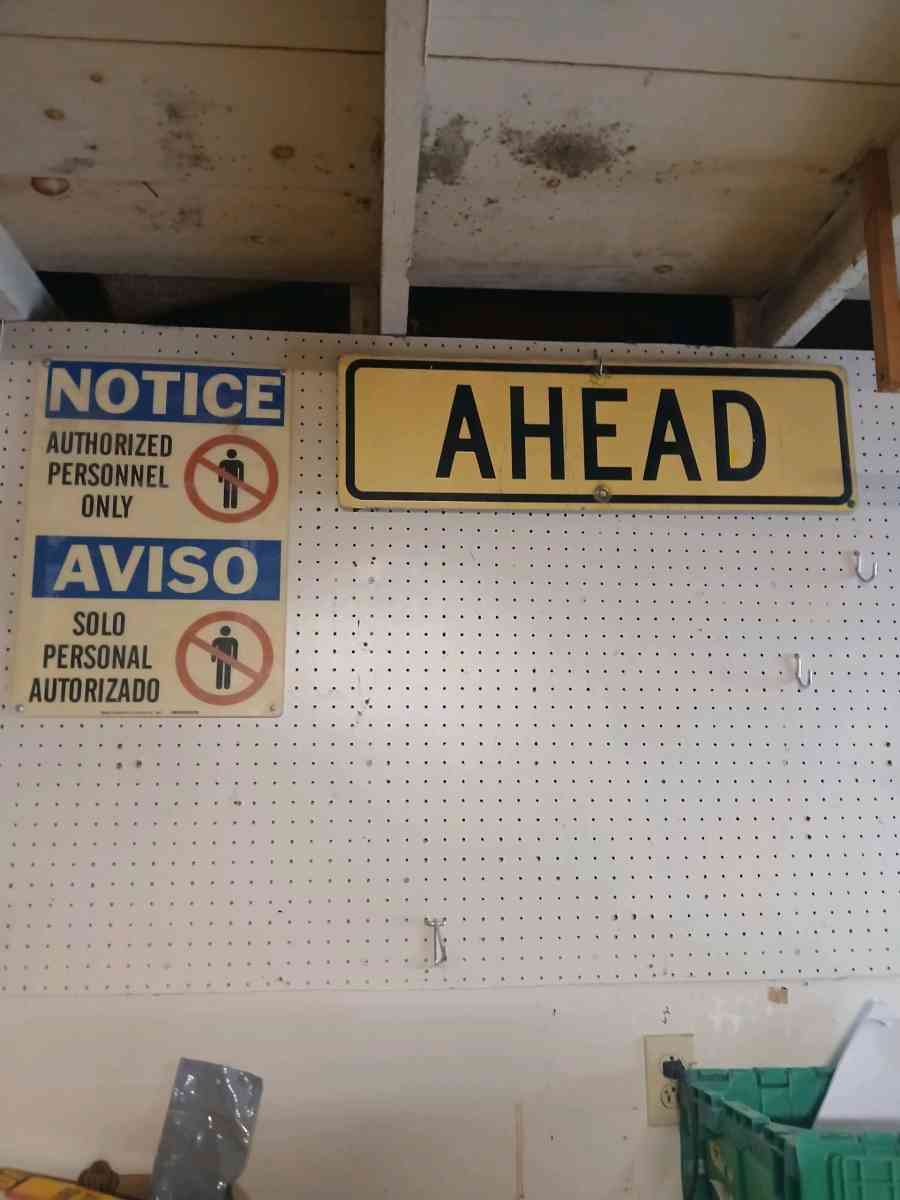 NOTICE
AUTHORIZED
PERSONNEL
ONLY
AVISO
SOLO
PERSONAL
AUTORIZADO
AHEAD